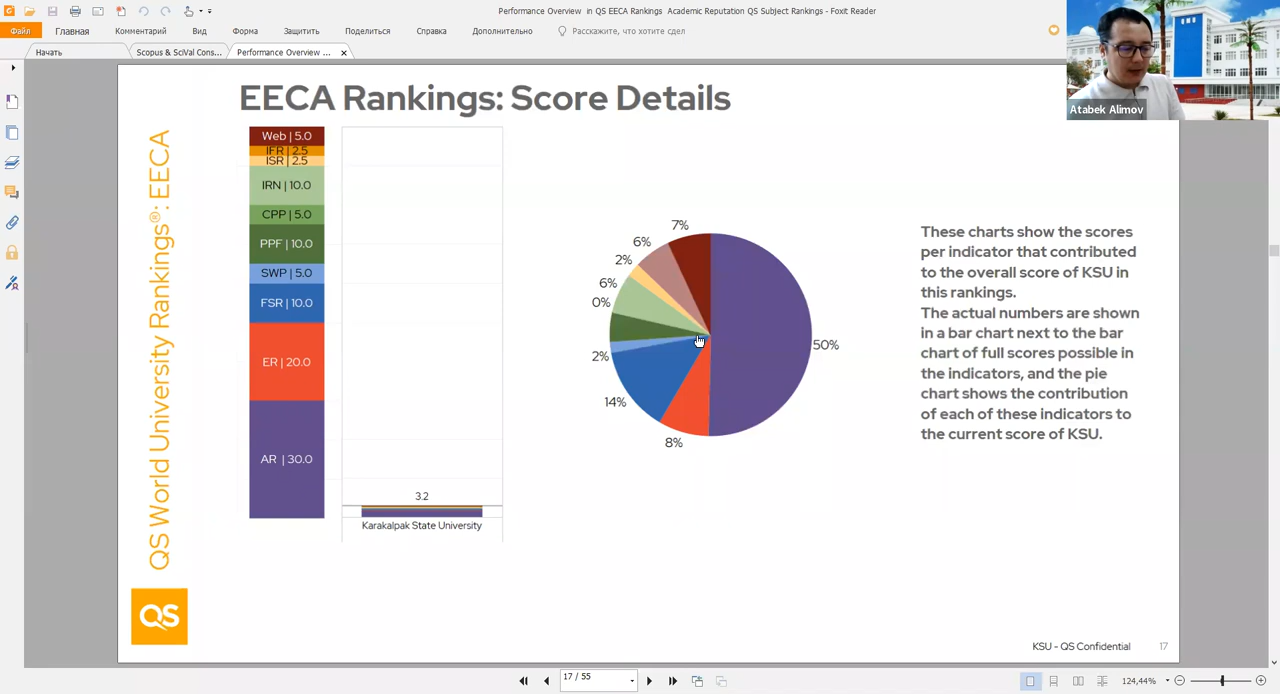 Performance Overview in QS EECA Rankings Academic Reputation QS Subject Rankings - Foxit Reader
Файл Главная Комментарий Вид Форма Защитить Поделиться Справка Дополнительно Расскажите, что хотите сделат
Начать Scopus & SciVal Cons... Performance Overview ...
Atabek Alimov
EECA Rankings: Score Details
QS World University Rankings®: EECA
Web | 5.0
IFR | 2.5
ISR | 2.5
IRN | 10.0
CPP | 5.0
PPF | 10.0
SWP | 5.0
FSR | 10.0
ER | 20.0
AR | 30.0
3.2
Karakalpak State University
7%
6%
2%
6%
0%
2%
14%
8%
50%
These charts show the scores
per indicator that contributed
to the overall score of KSU in
this rankings.
The actual numbers are shown
in a bar chart next to the bar
chart of full scores possible in
the indicators, and the pie
chart shows the contribution
of each of these indicators to
the current score of KSU.
QS
KSU - QS Confidential 17
17 / 55
124,44%